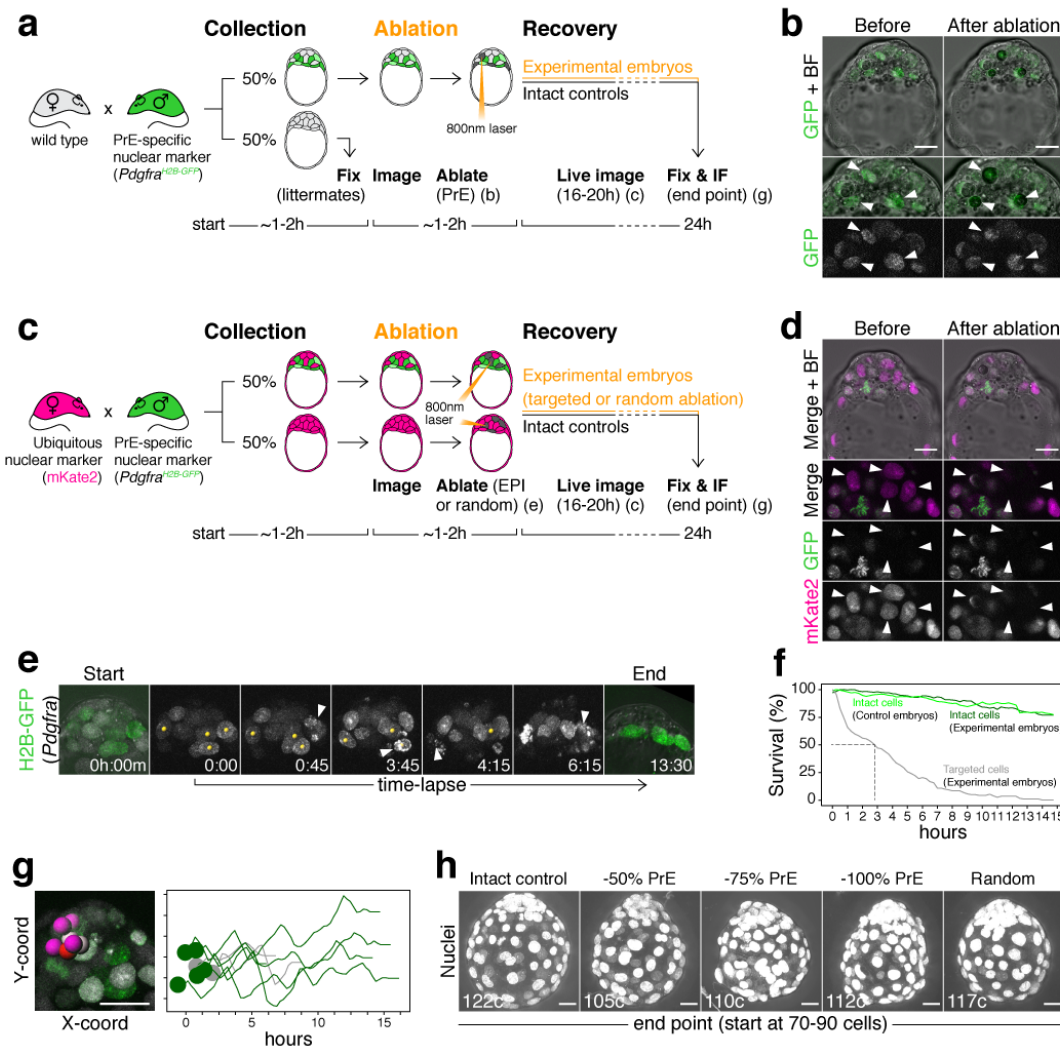 a
Collection
Ablation
Recovery
50%
50%
wild type
x
PrE-specific
nuclear marker
(Pdgfra^H2B-GFP)
800nm laser
Experimental embryos
Intact controls
Fix
(littermates)
Image
Ablate
(PrE) (b)
Live image
(16-20h) (c)
Fix & IF
(end point) (g)
start
~1-2h
~1-2h
24h
b
Before
After ablation
GFP + BF
GFP
c
Collection
Ablation
Recovery
50%
50%
Ubiquitous
nuclear marker
(mKate2)
x
PrE-specific
nuclear marker
(Pdgfra^H2B-GFP)
800nm
laser
Experimental embryos
(targeted or random ablation)
Intact controls
Image
Ablate (EPI
or random) (e)
Live image
(16-20h) (c)
Fix & IF
(end point) (g)
start
~1-2h
~1-2h
24h
d
Before
After ablation
Merge + BF
Merge
GFP
mKate2
e
Start
End
H2B-GFP
(Pdgfra)
0h:00m
0:00
0:45
3:45
4:15
6:15
13:30
time-lapse
f
Survival (%)
100
75
50
25
0
Intact cells
(Control embryos)
Intact cells
(Experimental embryos
Targeted cells
(Experimental embryos)
0 1 2 3 4 5 6 7 8 9 10 11 12 13 14 15
hours
g
Y-coord
X-coord
0 5 10 15
hours
h
Intact control
-50% PrE
-75% PrE
-100% PrE
Random
Nuclei
122c
105c
110c
112c
117c
end point (start at 70-90 cells)